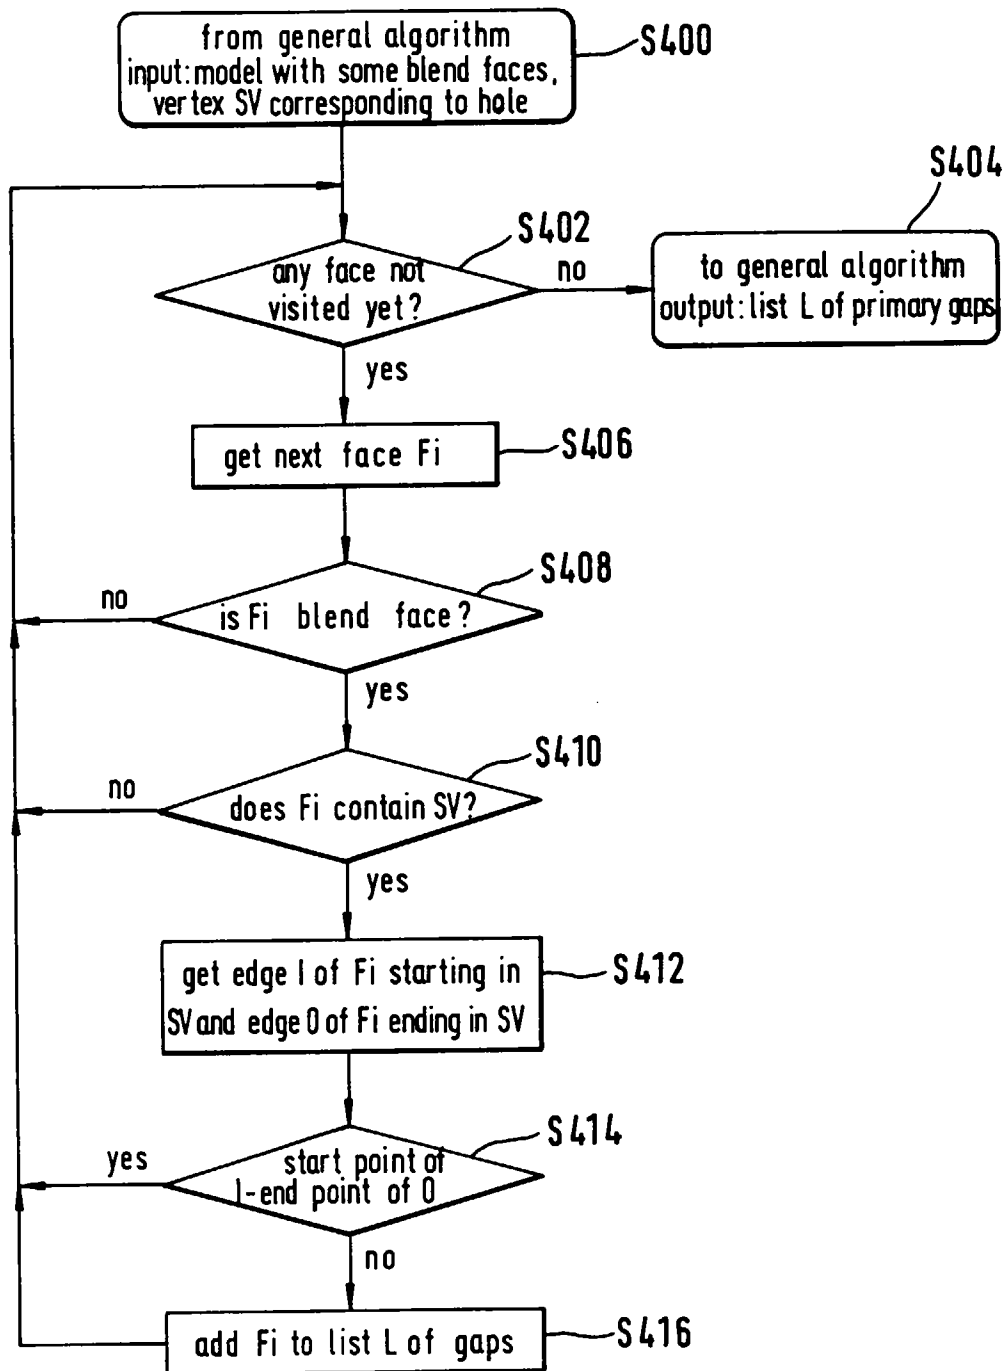 from general algorithm
input:model with some blend faces,
vertex SV corresponding to hole
S400
S404
S402
any face not
visited yet?
no
to general algorithm
output:list L of primary gaps
yes
get next face Fi
S406
S408
no
is Fi blend face?
yes
S410
no
does Fi contain SV?
yes
get edge I of Fi starting in
SV and edge O of Fi ending in SV
S412
S414
yes
start point of
I-end point of O
no
add Fi to list L of gaps
S416